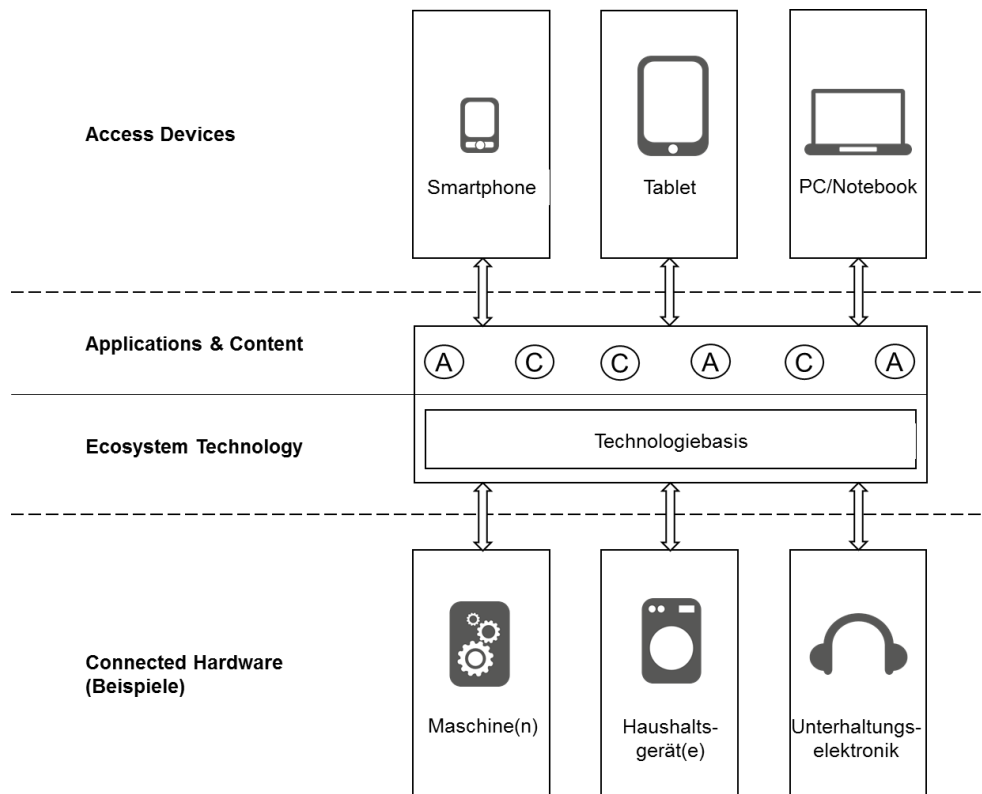 Access Devices
Smartphone
Tablet
PC/Notebook
Applications & Content
A
C
C
A
C
A
Ecosystem Technology
Technologiebasis
Connected Hardware
(Beispiele)
Maschine(n)
Haushalts-
gerät(e)
Unterhaltungs-
elektronik